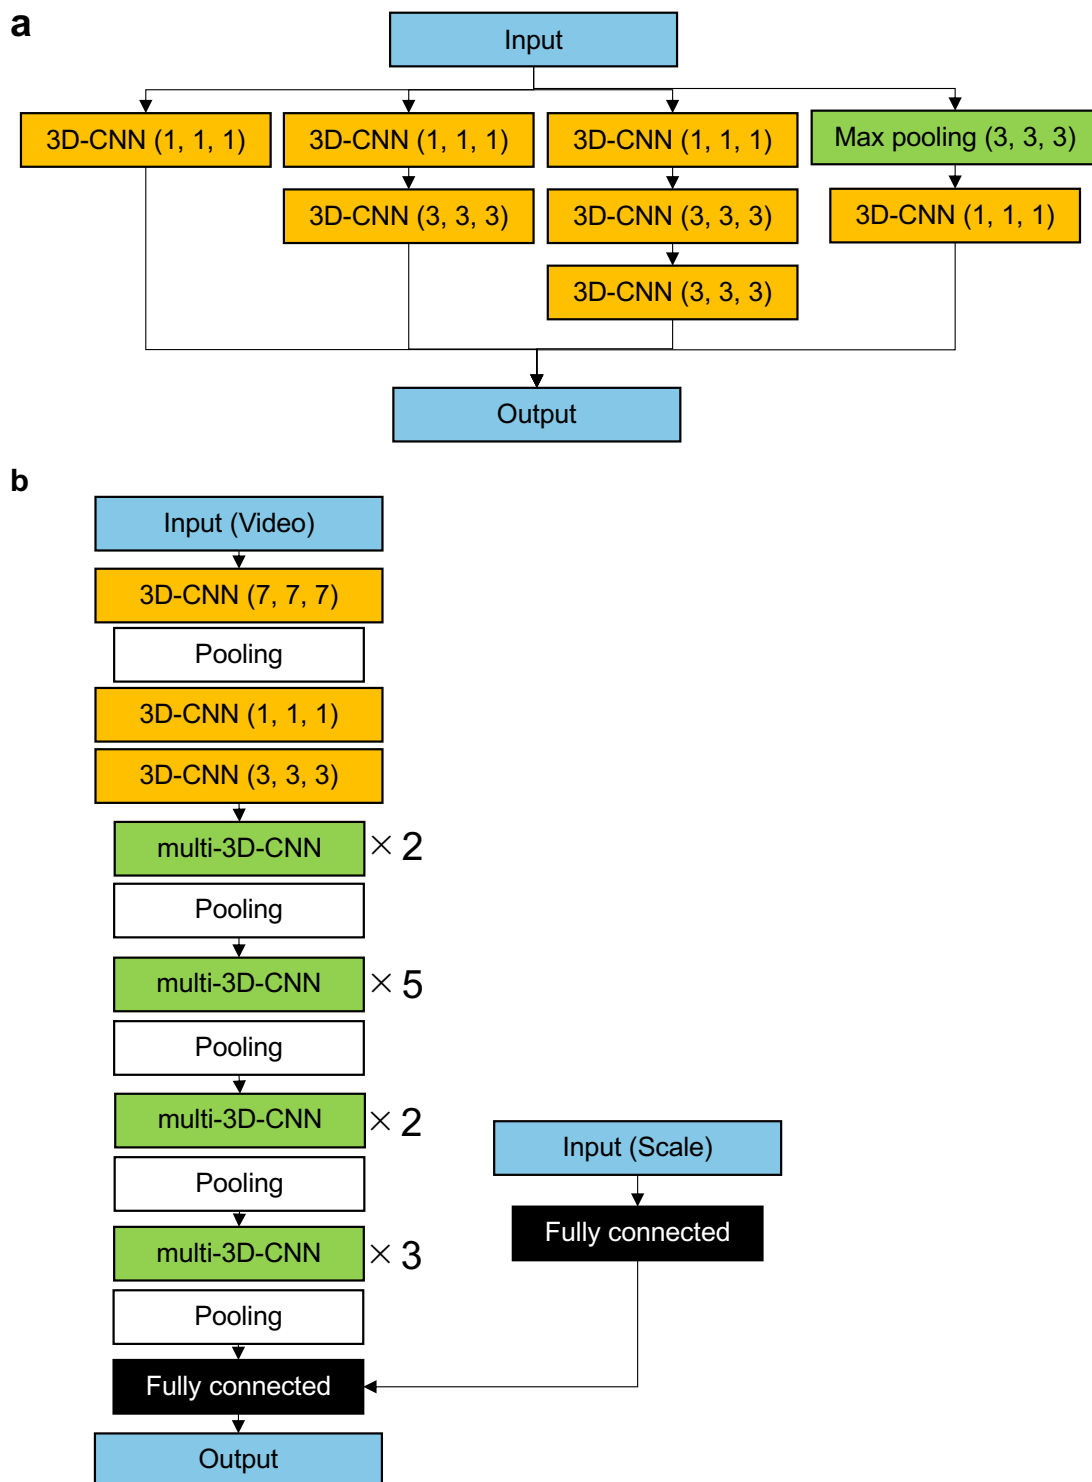 a
Input
3D-CNN (1, 1, 1)
3D-CNN (1, 1, 1)
3D-CNN (1, 1, 1)
Max pooling (3, 3, 3)
3D-CNN (3, 3, 3)
3D-CNN (3, 3, 3)
3D-CNN (1, 1, 1)
3D-CNN (3, 3, 3)
Output
b
Input (Video)
3D-CNN (7, 7, 7)
Pooling
3D-CNN (1, 1, 1)
3D-CNN (3, 3, 3)
multi-3D-CNN × 2
Pooling
multi-3D-CNN × 5
Pooling
multi-3D-CNN × 2
Input (Scale)
Pooling
Fully connected
multi-3D-CNN × 3
Pooling
Fully connected
Output